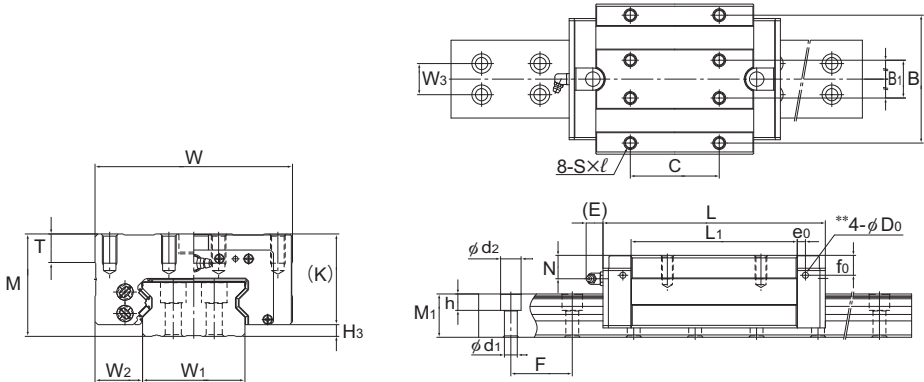 W3
B1
B
8-S×ℓ
C
W
T
M
(K)
H3
W2
W1
(E)
L
L1
e0
**4-φD0
φd2
N
f0
h
M1
φd1
F